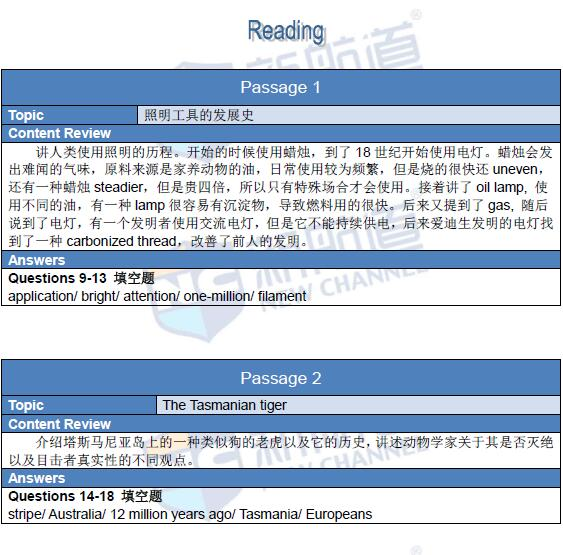 Reading
Passage 1
Topic 照明工具的发展史
Content Review
讲人类使用照明的历程。开始的时候使用蜡烛，到了 18 世纪开始使用电灯。蜡烛会发
出难闻的气味，原料来源是家养动物的油，日常使用较为频繁，但是烧的很快还 uneven，
还有一种蜡烛 steadier，但是贵四倍，所以只有特殊场合才会使用。接着讲了 oil lamp, 使
用不同的油，有一种 lamp 很容易有沉淀物，导致燃料用的很快。后来又提到了 gas, 随后
说到了电灯，有一个发明者使用交流电灯，但是它不能持续供电，后来爱迪生发明的电灯找
到了一种 carbonized thread，改善了前人的发明。
Answers
Questions 9-13 填空题
application/ bright/ attention/ one-million/ filament
Passage 2
Topic The Tasmanian tiger
Content Review
介绍塔斯马尼亚岛上的一种类似狗的老虎以及它的历史，讲述动物学家关于其是否灭绝
以及目击者真实性的不同观点。
Answers
Questions 14-18 填空题
stripe/ Australia/ 12 million years ago/ Tasmania/ Europeans
新航道
NEW CHANNEL